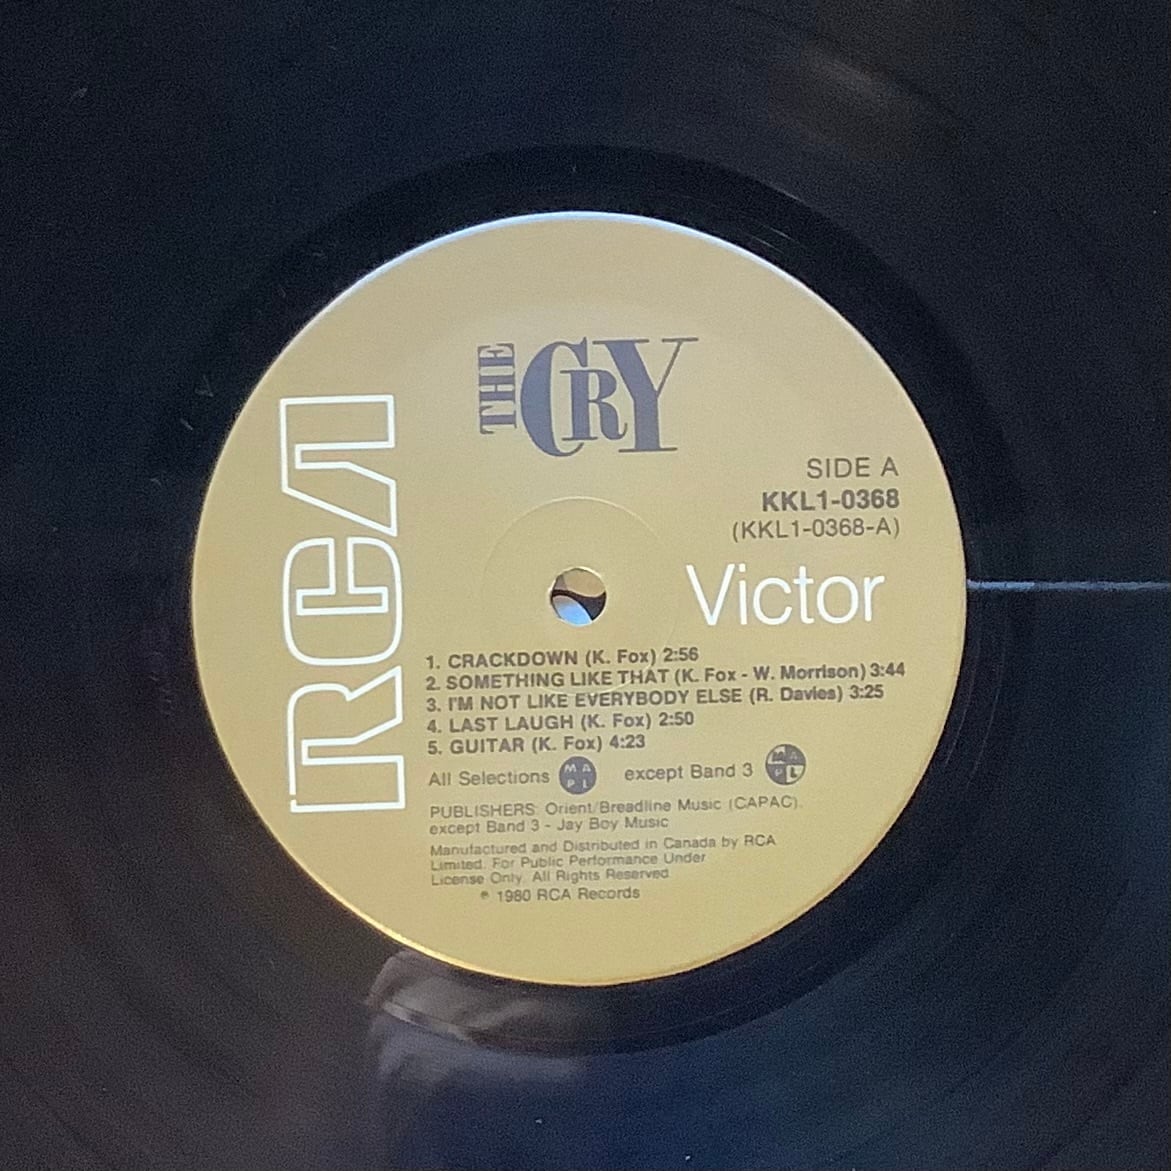 THE CRY
SIDE A
KKL1-0368
(KKL1-0368-A)
RCA
Victor
1. CRACKDOWN (K. Fox) 2:56
2. SOMETHING LIKE THAT (K. Fox - W. Morrison) 3:44
3. I'M NOT LIKE EVERYBODY ELSE (R. Davies) 3:25
4. LAST LAUGH (K. Fox) 2:50
5. GUITAR (K. Fox) 4:23
All Selections MAPL except Band 3 MAPL
PUBLISHERS: Orient/Breadline Music (CAPAC).
except Band 3 - Jay Boy Music
Manufactured and Distributed in Canada by RCA
Limited. For Public Performance Under
License Only. All Rights Reserved
℗ 1980 RCA Records